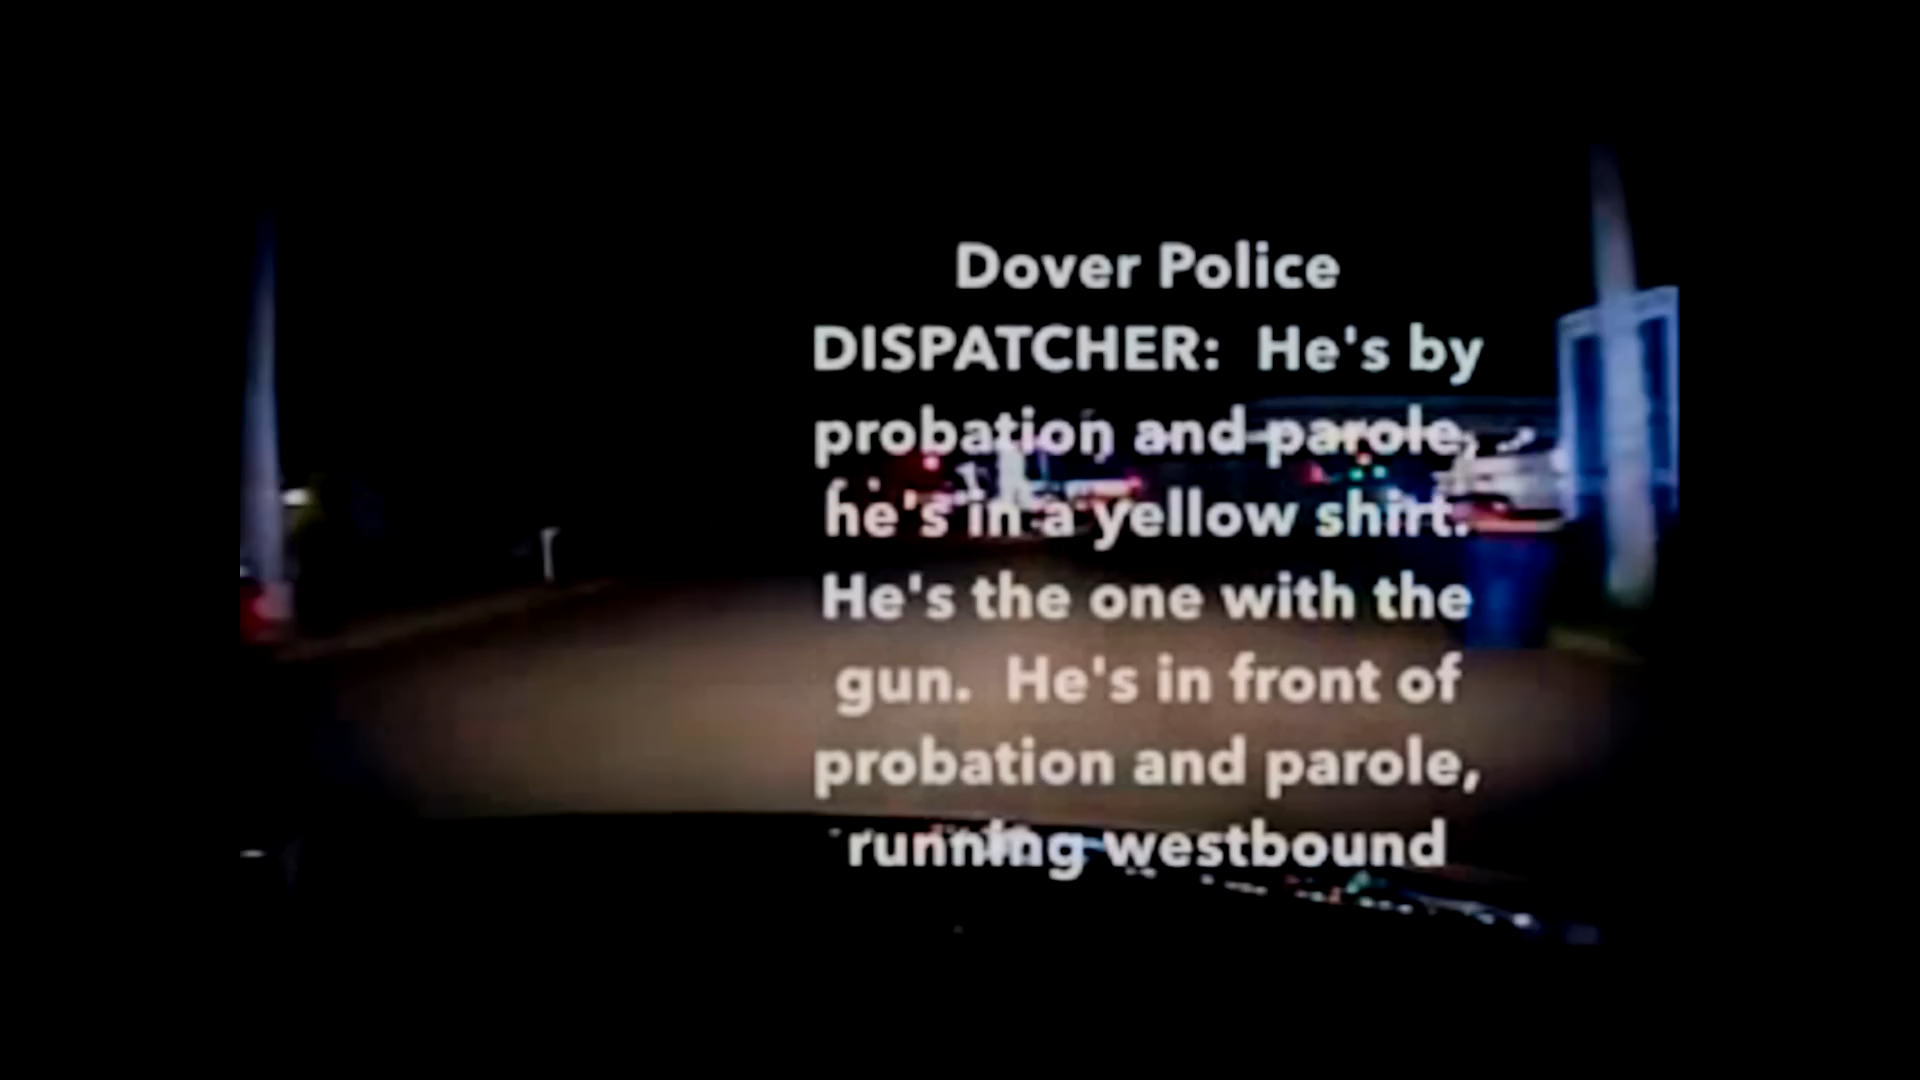 Dover Police
DISPATCHER:  He's by
probation and parole,
he's in a yellow shirt.
He's the one with the
gun.  He's in front of
probation and parole,
running westbound